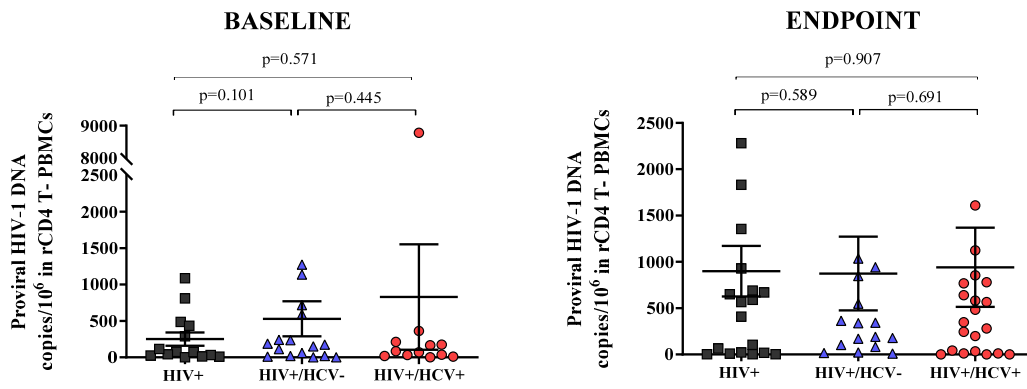 BASELINE
p=0.571
p=0.101
p=0.445
Proviral HIV-1 DNA
copies/10⁶ in rCD4 T- PBMCs
9000
8000
2500
2000
1500
1000
500
0
HIV+
HIV+/HCV-
HIV+/HCV+
ENDPOINT
p=0.907
p=0.589
p=0.691
Proviral HIV-1 DNA
copies/10⁶ in rCD4 T- PBMCs
2500
2000
1500
1000
500
0
HIV+
HIV+/HCV-
HIV+/HCV+